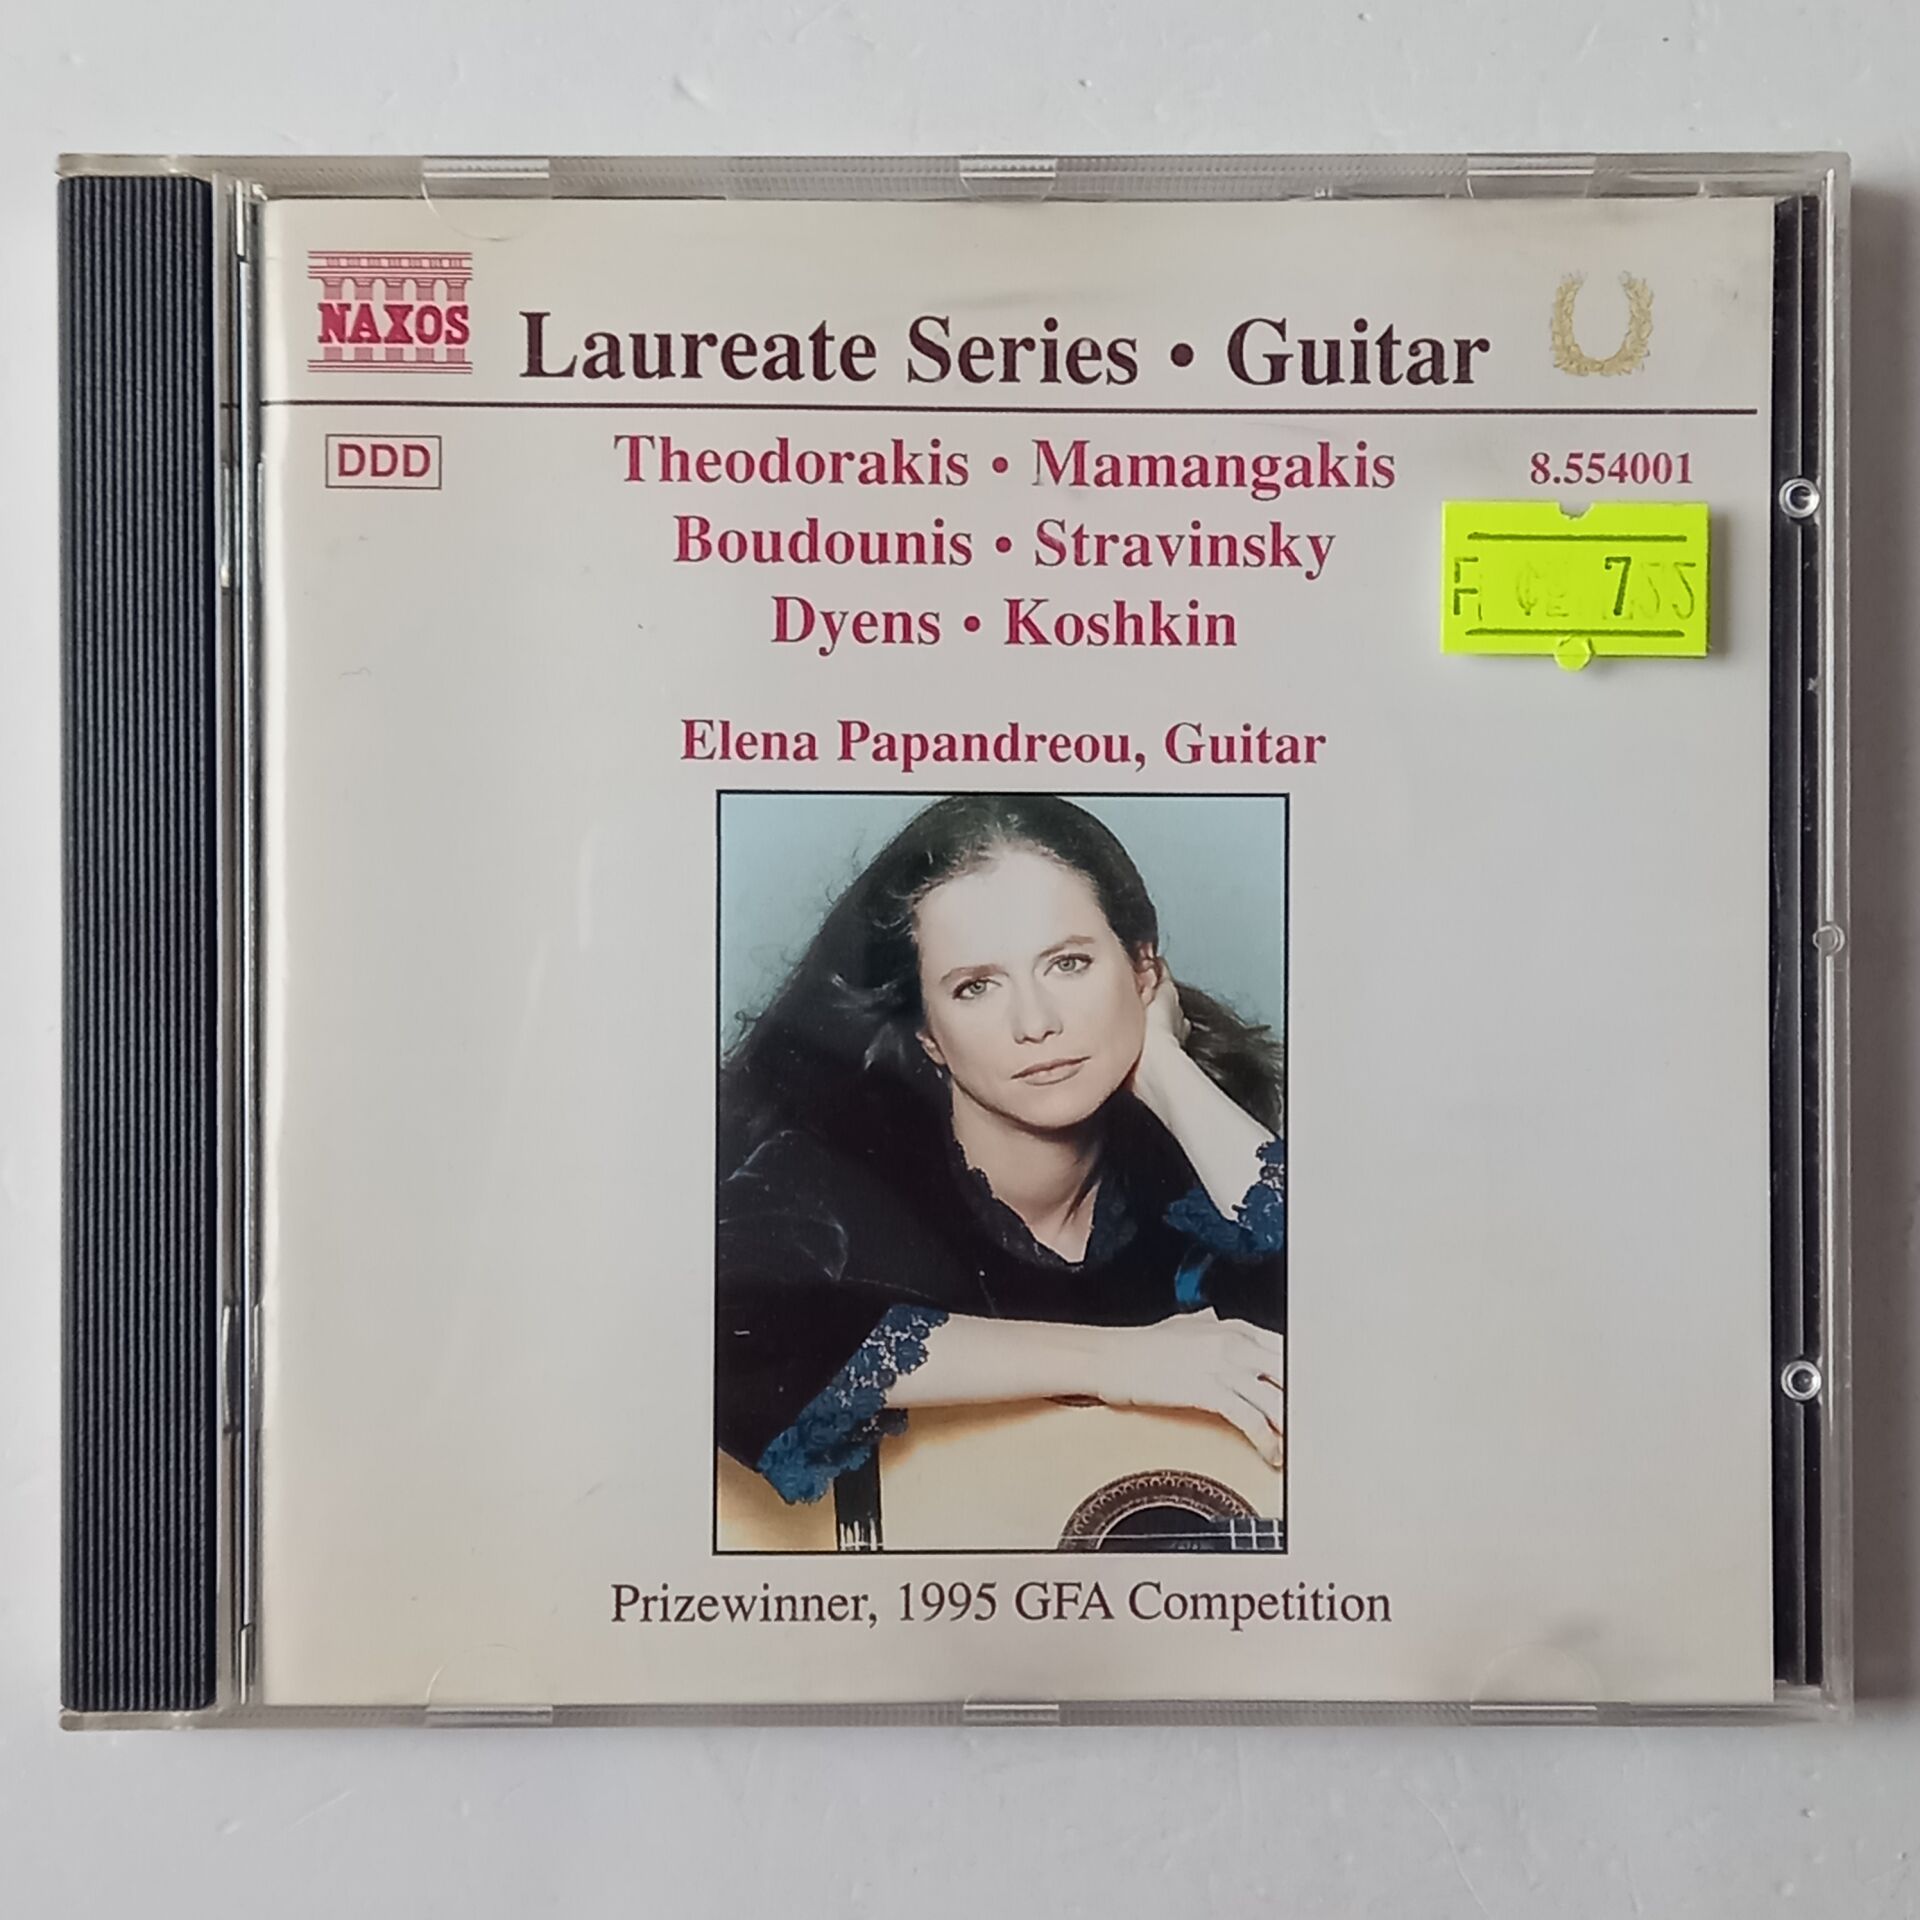 NAXOS
Laureate Series • Guitar
DDD
Theodorakis • Mamangakis
8.554001
Boudounis • Stravinsky
Dyens • Koshkin
Elena Papandreou, Guitar
Prizewinner, 1995 GFA Competition